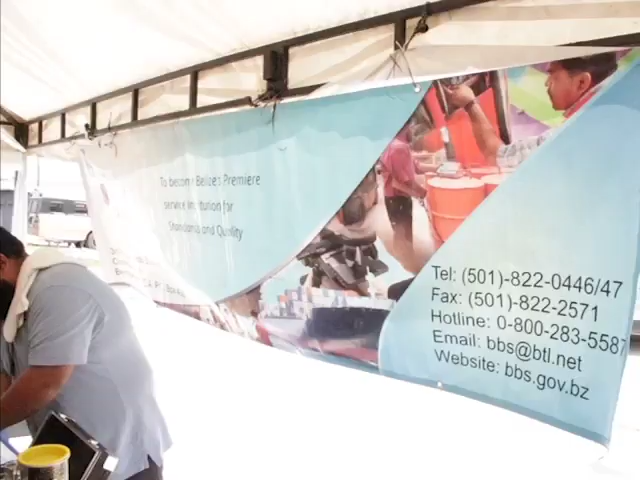 To become Belize's Premiere
service institution for
Standards and Quality
Tel: (501)-822-0446/47
Fax: (501)-822-2571
Hotline: 0-800-283-5587
Email: bbs@btl.net
Website: bbs.gov.bz